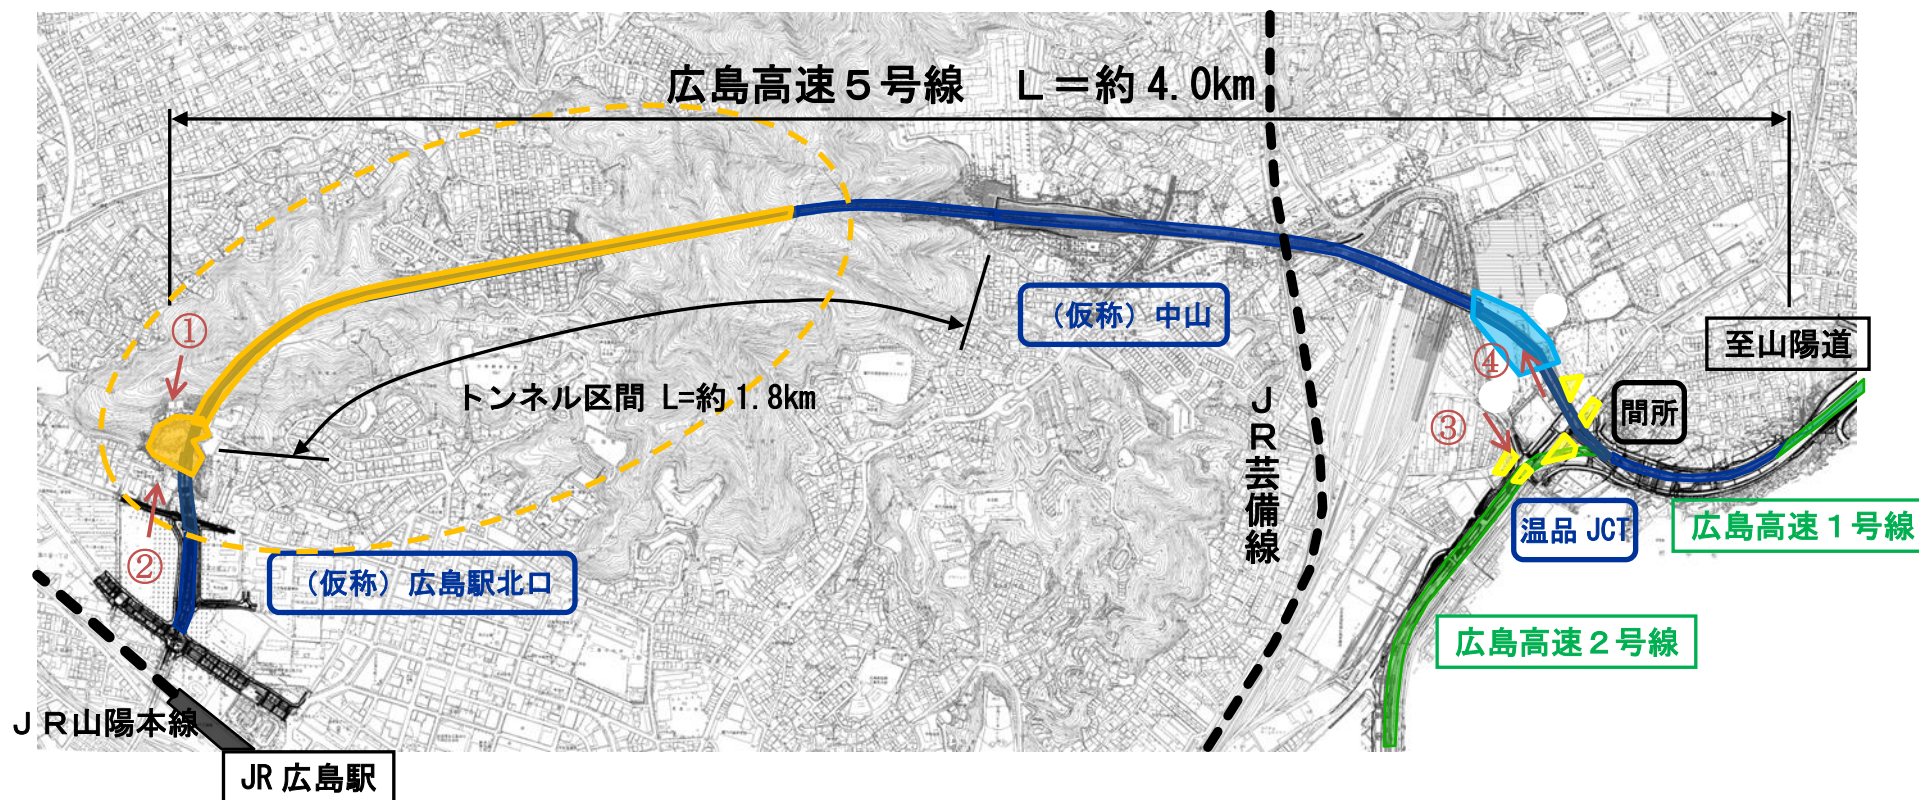 広島高速５号線　Ｌ＝約4.0km
①
（仮称）中山
至山陽道
④
トンネル区間 L=約1.8km
間所
③
ＪＲ芸備線
温品 JCT
広島高速１号線
②
（仮称）広島駅北口
広島高速２号線
ＪＲ山陽本線
JR 広島駅